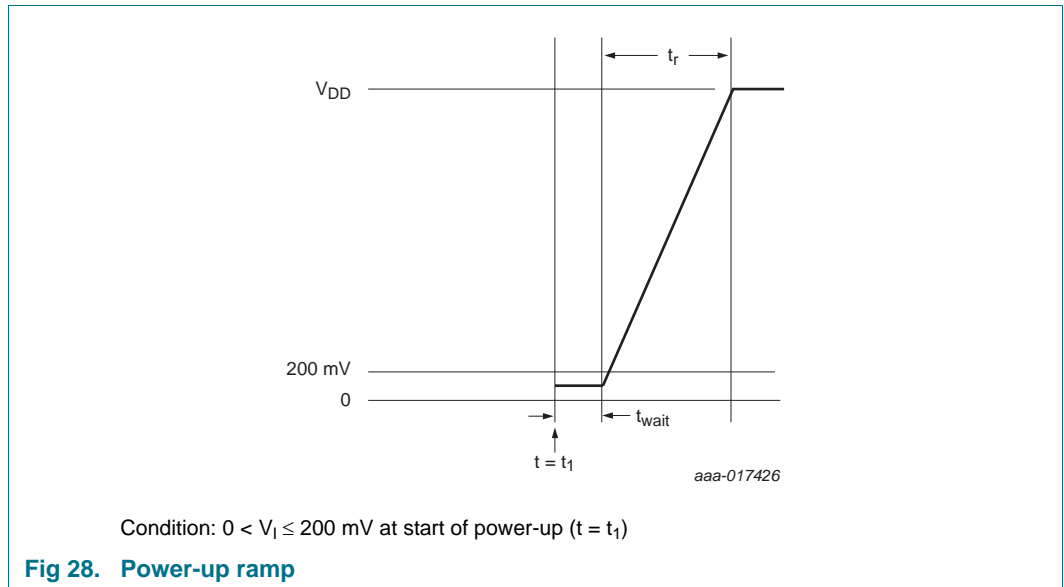 t_r
V_DD
200 mV
0
t_wait
t = t_1
aaa-017426
Condition: 0 < V_I ≤ 200 mV at start of power-up (t = t_1)
Fig 28. Power-up ramp